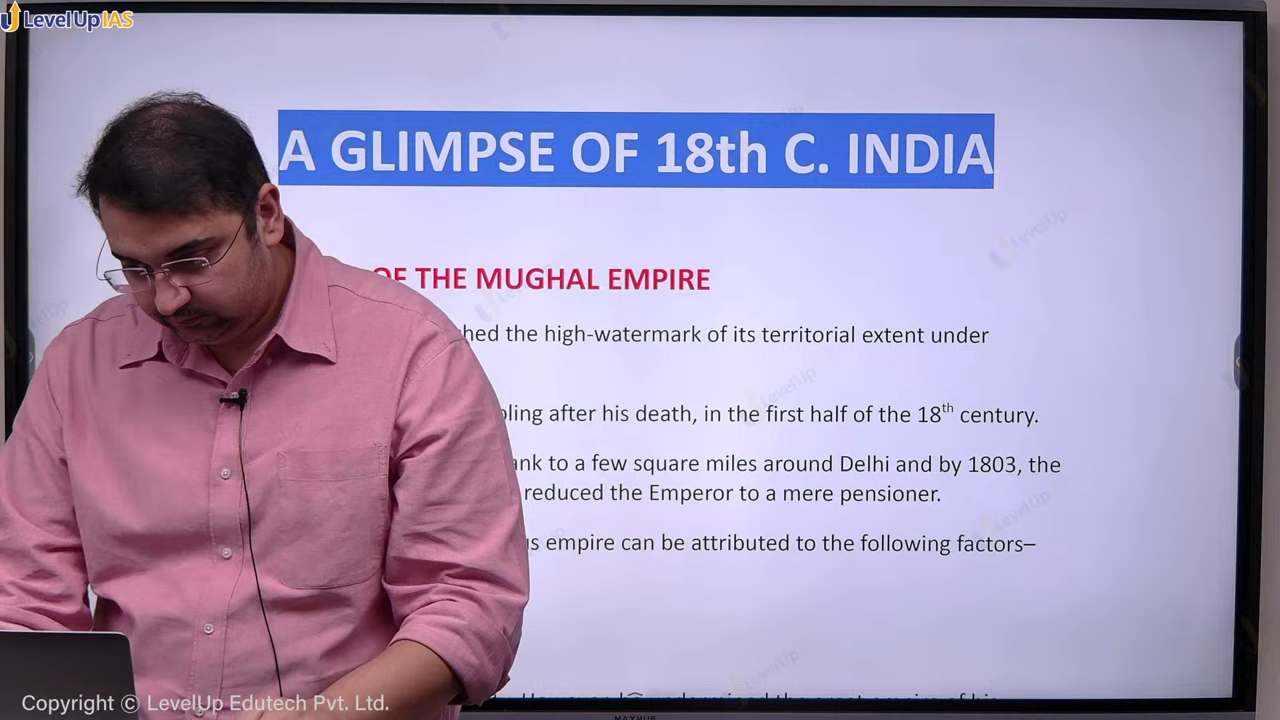 LevelUp IAS
A GLIMPSE OF 18th C. INDIA
OF THE MUGHAL EMPIRE
hed the high-watermark of its territorial extent under
ling after his death, in the first half of the 18th century.
nk to a few square miles around Delhi and by 1803, the
reduced the Emperor to a mere pensioner.
s empire can be attributed to the following factors–
Copyright © LevelUp Edutech Pvt. Ltd.
MAXHUB
LevelUp